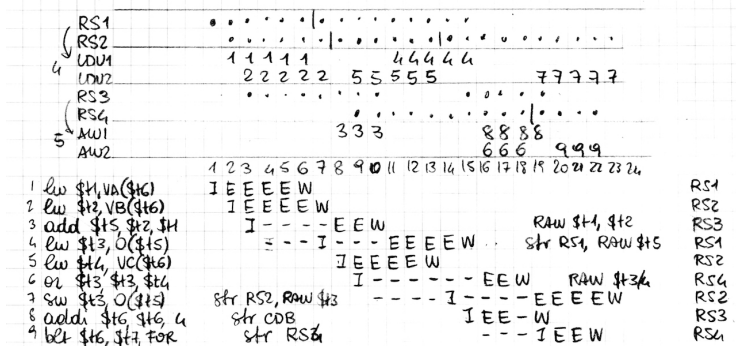 RS1
RS2
4 LDU1 1 1 1 1 1 4 4 4 4 4
LDU2 2 2 2 2 2 5 5 5 5 5 7 7 7 7 7
RS3
RS4
5 ALU1 3 3 3 8 8 8 8
ALU2 6 6 6 9 9 9
1 2 3 4 5 6 7 8 9 10 11 12 13 14 15 16 17 18 19 20 21 22 23 24
1 lw $t1, VA($t6) I E E E E E W RS1
2 lw $t2, VB($t6) I E E E E E W RS2
3 add $t5, $t2, $t1 I - - - - E E W RAW $t1, $t2 RS3
4 lw $t3, 0($t5) - - - I - - - E E E E E W str RS1, RAW $t5 RS1
5 lw $t4, VC($t6) I E E E E E W RS2
6 or $t3, $t3, $t4 I - - - - - - E E W RAW $t3/4 RS4
7 sw $t3, 0($t5) str RS2, RAW $t3 - - - - I - - - - E E E E E W RS2
8 addi $t6, $t6, 4 str CDB I E E - W RS3
9 blt $t6, $t7, FOR str RS4 - - - I E E W RS4